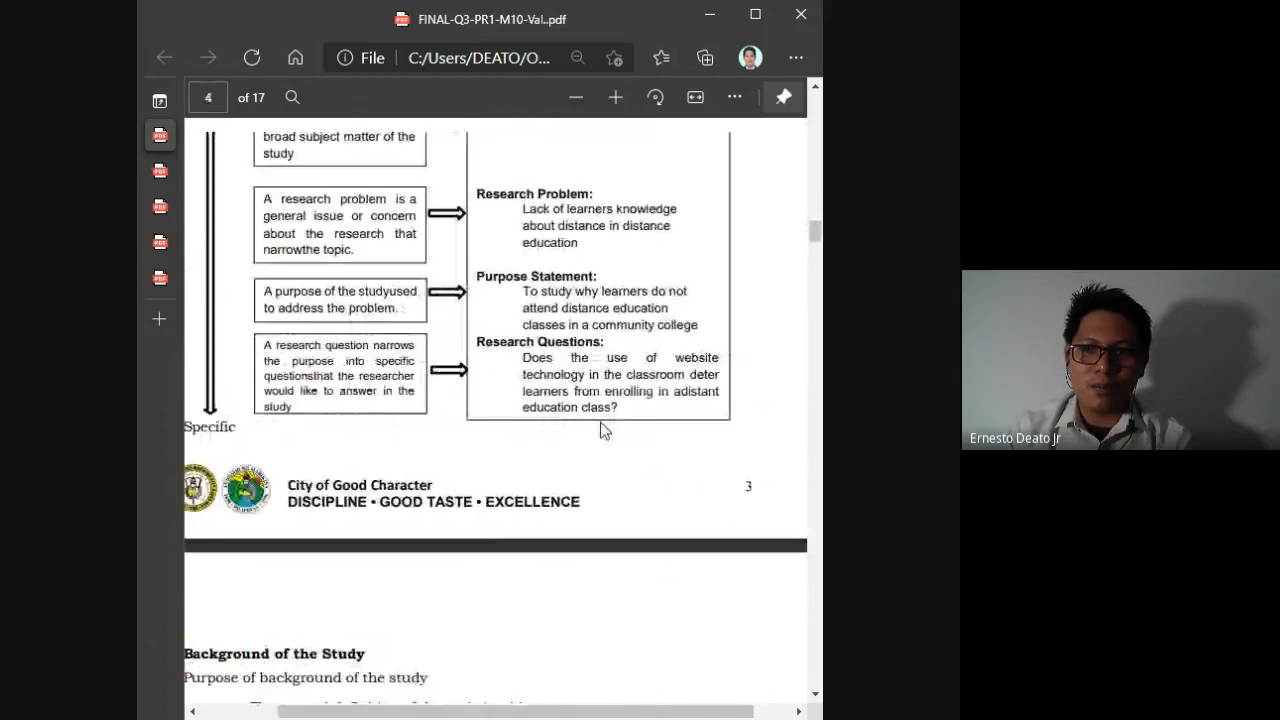 FINAL-Q3-PR1-M10-Val..pdf
File
C:/Users/DEATO/O...
4
of 17
broad subject matter of the
study
A research problem is a
general issue or concern
about the research that
narrowthe topic.
Research Problem:
Lack of learners knowledge
about distance in distance
education
A purpose of the studyused
to address the problem.
Purpose Statement:
To study why learners do not
attend distance education
classes in a community college
A research question narrows
the purpose into specific
questionsthat the researcher
would like to answer in the
study
Research Questions:
Does the use of website
technology in the classroom deter
learners from enrolling in adistant
education class?
Specific
City of Good Character
DISCIPLINE • GOOD TASTE • EXCELLENCE
3
Background of the Study
Purpose of background of the study
Ernesto Deato Jr